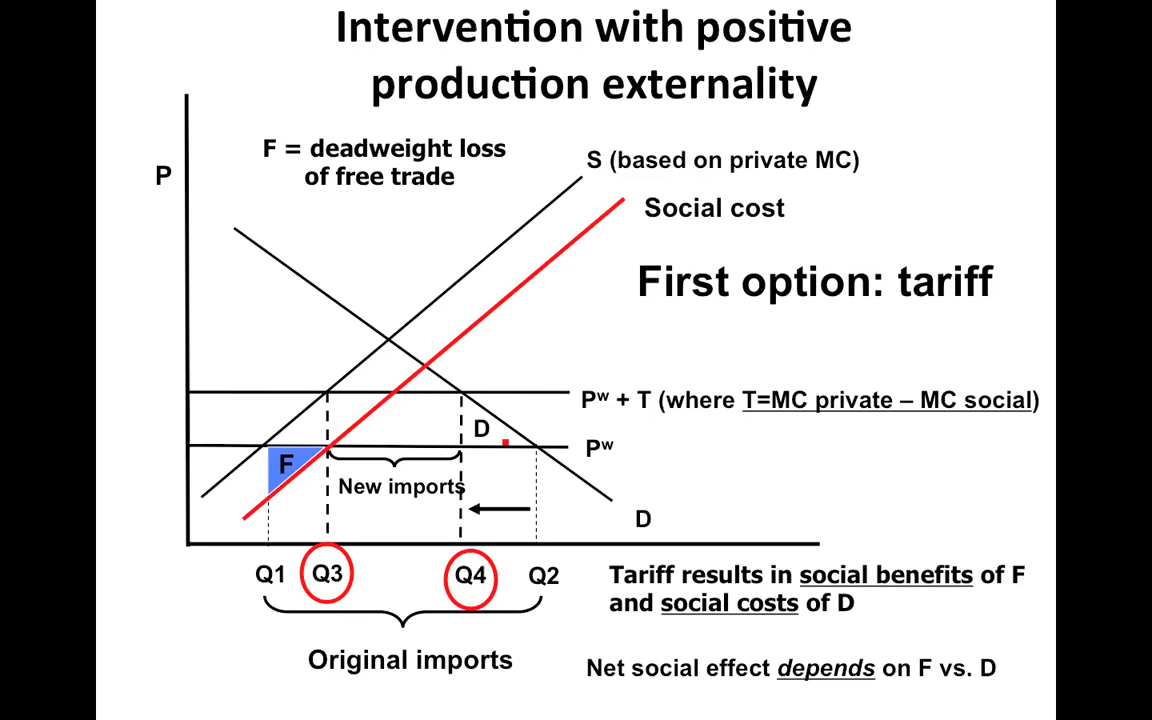 Intervention with positive
production externality
F = deadweight loss
of free trade
P
S (based on private MC)
Social cost
First option: tariff
Pʷ + T (where T=MC private – MC social)
D
Pʷ
F
New imports
D
Q1
Q3
Q4
Q2
Tariff results in social benefits of F
and social costs of D
Original imports
Net social effect depends on F vs. D